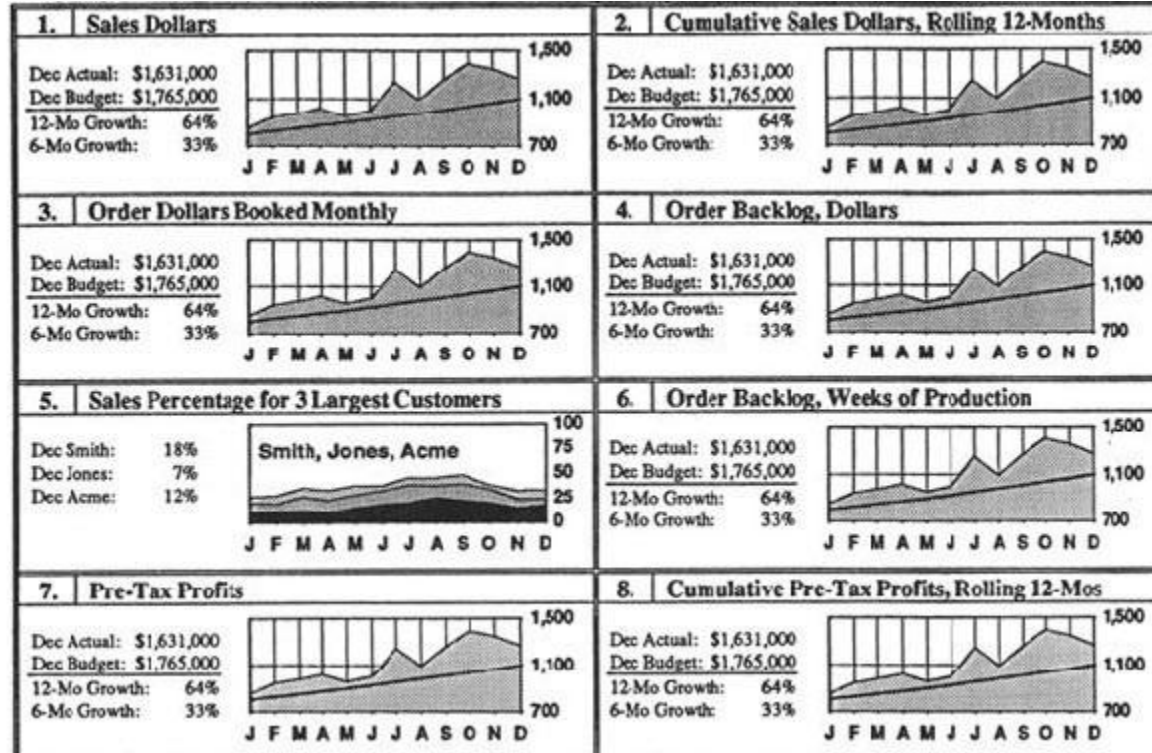 1. Sales Dollars
Dec Actual: $1,631,000
Dec Budget: $1,765,000
12-Mo Growth: 64%
6-Mo Growth: 33%
1,500
1,100
700
J F M A M J J A S O N D
2. Cumulative Sales Dollars, Rolling 12-Months
Dec Actual: $1,631,000
Dec Budget: $1,765,000
12-Mo Growth: 64%
6-Mo Growth: 33%
1,500
1,100
700
J F M A M J J A S O N D
3. Order Dollars Booked Monthly
Dec Actual: $1,631,000
Dec Budget: $1,765,000
12-Mo Growth: 64%
6-Mo Growth: 33%
1,500
1,100
700
J F M A M J J A S O N D
4. Order Backlog, Dollars
Dec Actual: $1,631,000
Dec Budget: $1,765,000
12-Mo Growth: 64%
6-Mo Growth: 33%
1,500
1,100
700
J F M A M J J A S O N D
5. Sales Percentage for 3 Largest Customers
Dec Smith: 18%
Dec Jones: 7%
Dec Acme: 12%
Smith, Jones, Acme
100
75
50
25
0
J F M A M J J A S O N D
6. Order Backlog, Weeks of Production
Dec Actual: $1,631,000
Dec Budget: $1,765,000
12-Mo Growth: 64%
6-Mo Growth: 33%
1,500
1,100
700
J F M A M J J A S O N D
7. Pre-Tax Profits
Dec Actual: $1,631,000
Dec Budget: $1,765,000
12-Mo Growth: 64%
6-Mo Growth: 33%
1,500
1,100
700
J F M A M J J A S O N D
8. Cumulative Pre-Tax Profits, Rolling 12-Mos
Dec Actual: $1,631,000
Dec Budget: $1,765,000
12-Mo Growth: 64%
6-Mo Growth: 33%
1,500
1,100
700
J F M A M J J A S O N D